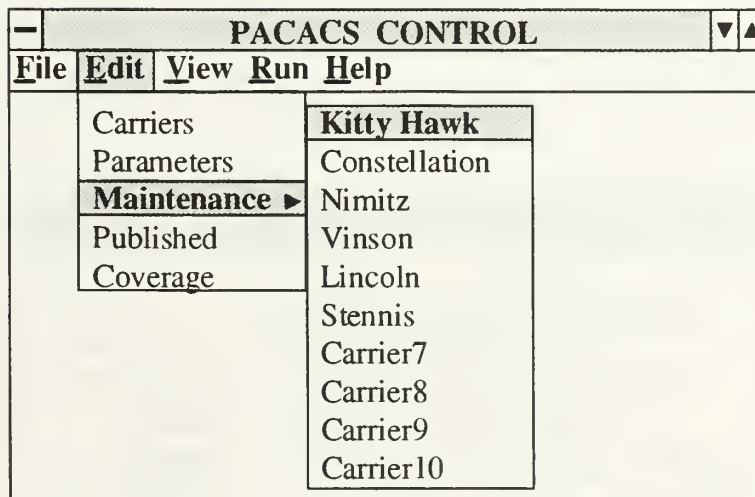 PACACS CONTROL
File Edit View Run Help
Carriers
Parameters
Maintenance ▸
Published
Coverage
Kitty Hawk
Constellation
Nimitz
Vinson
Lincoln
Stennis
Carrier7
Carrier8
Carrier9
Carrier10